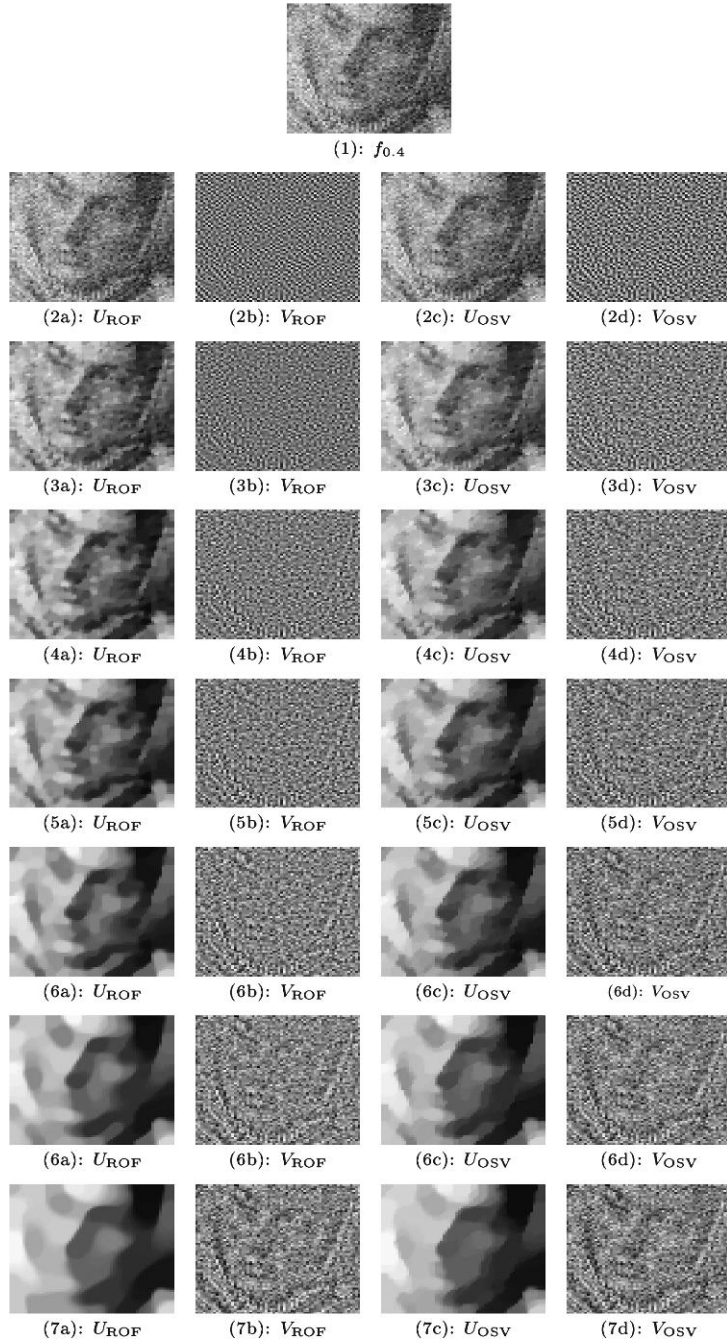 (1): f0.4
(2a): UROF (2b): VROF (2c): UOSV (2d): VOSV
(3a): UROF (3b): VROF (3c): UOSV (3d): VOSV
(4a): UROF (4b): VROF (4c): UOSV (4d): VOSV
(5a): UROF (5b): VROF (5c): UOSV (5d): VOSV
(6a): UROF (6b): VROF (6c): UOSV (6d): VOSV
(6a): UROF (6b): VROF (6c): UOSV (6d): VOSV
(7a): UROF (7b): VROF (7c): UOSV (7d): VOSV